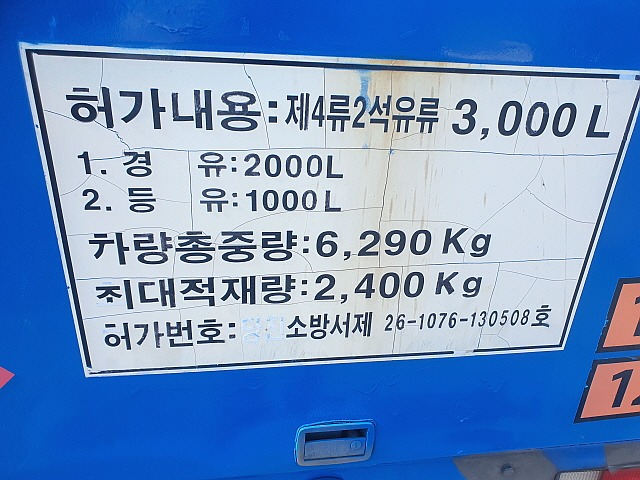 허가내용:제4류2석유류 3,000L
1. 경 유:2000L
2. 등 유:1000L
차량총중량:6,290Kg
최대적재량:2,400Kg
허가번호: 소방서제 26-1076-130508호